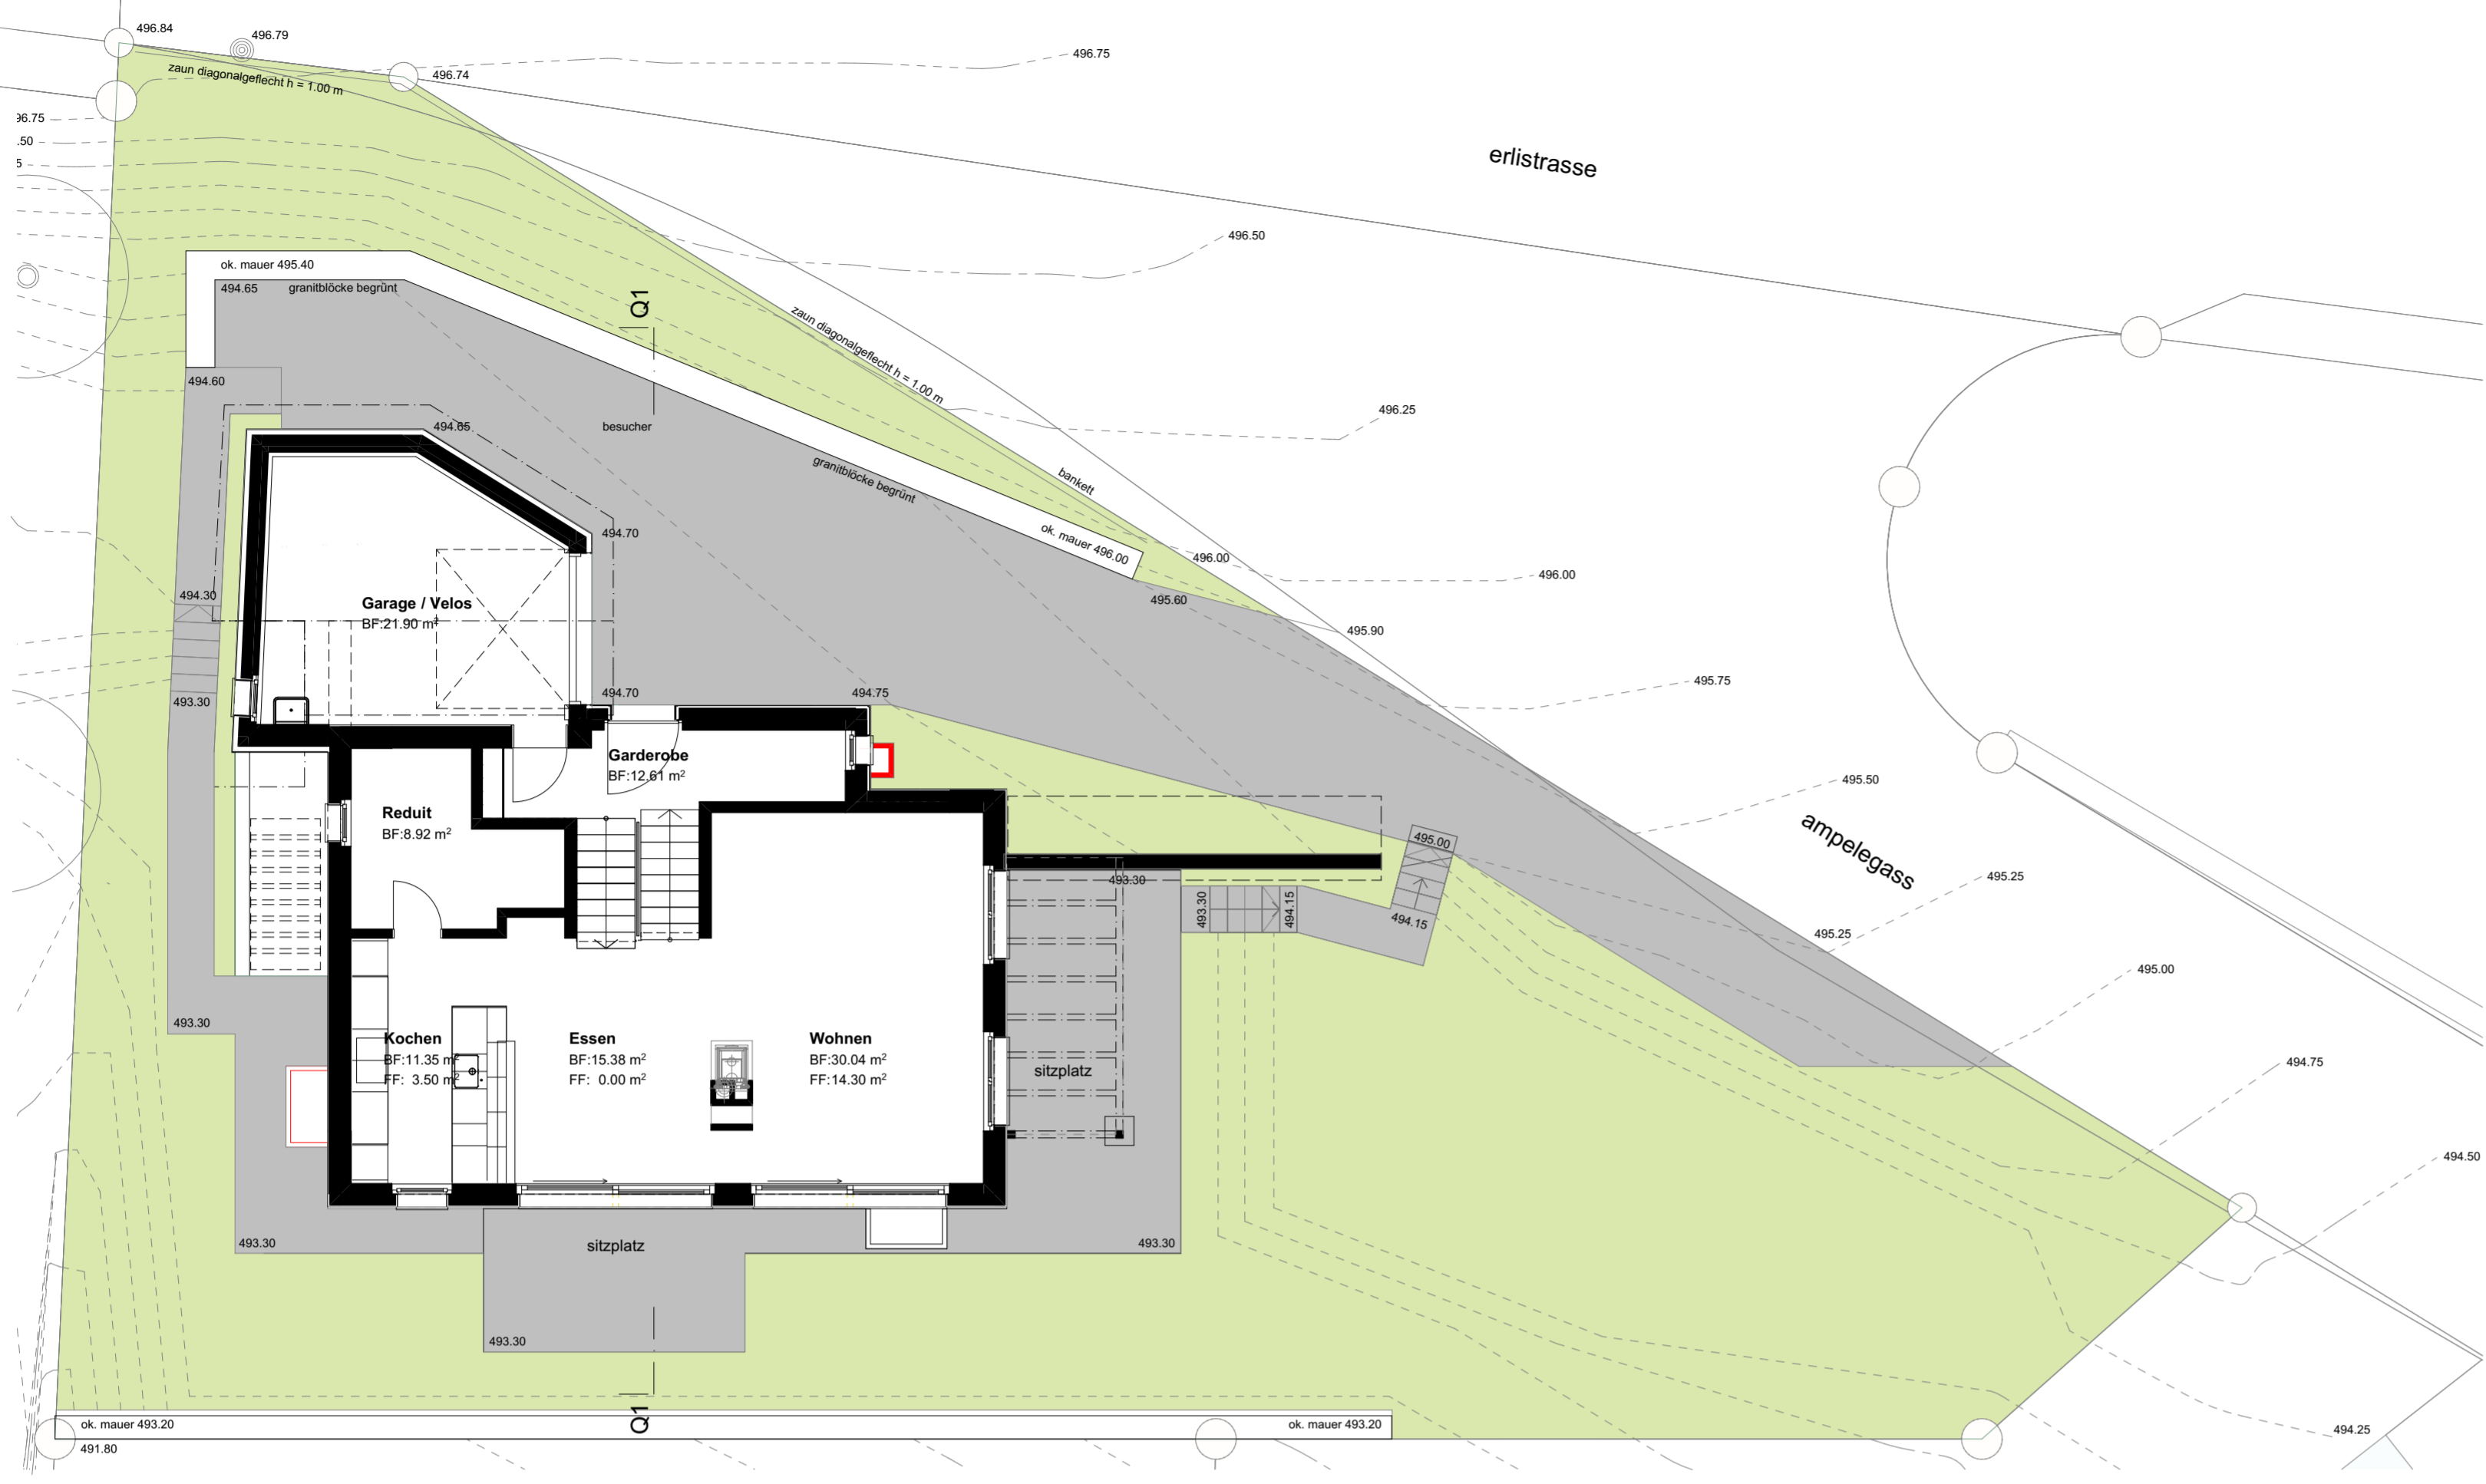 496.84
496.79
496.75
496.74
zaun diagonalgeflecht h = 1.00 m
96.75
.50
5
erlistrasse
496.50
ok. mauer 495.40
494.65
granitblöcke begrünt
Q1
zaun diagonalgeflecht h = 1.00 m
494.60
496.25
494.65
besucher
granitblöcke begrünt
bankett
494.70
ok. mauer 496.00
496.00
496.00
494.30
Garage / Velos
BF:21.90 m²
495.60
495.90
495.75
493.30
494.70
494.75
Garderobe
BF:12.61 m²
495.50
Reduit
BF:8.92 m²
ampelegass
495.00
493.30
495.25
493.30
494.15
494.15
495.25
495.00
493.30
Kochen
BF:11.35 m²
FF: 3.50 m²
Essen
BF:15.38 m²
FF: 0.00 m²
Wohnen
BF:30.04 m²
FF:14.30 m²
sitzplatz
494.75
494.50
493.30
sitzplatz
493.30
493.30
Q1
ok. mauer 493.20
ok. mauer 493.20
494.25
491.80